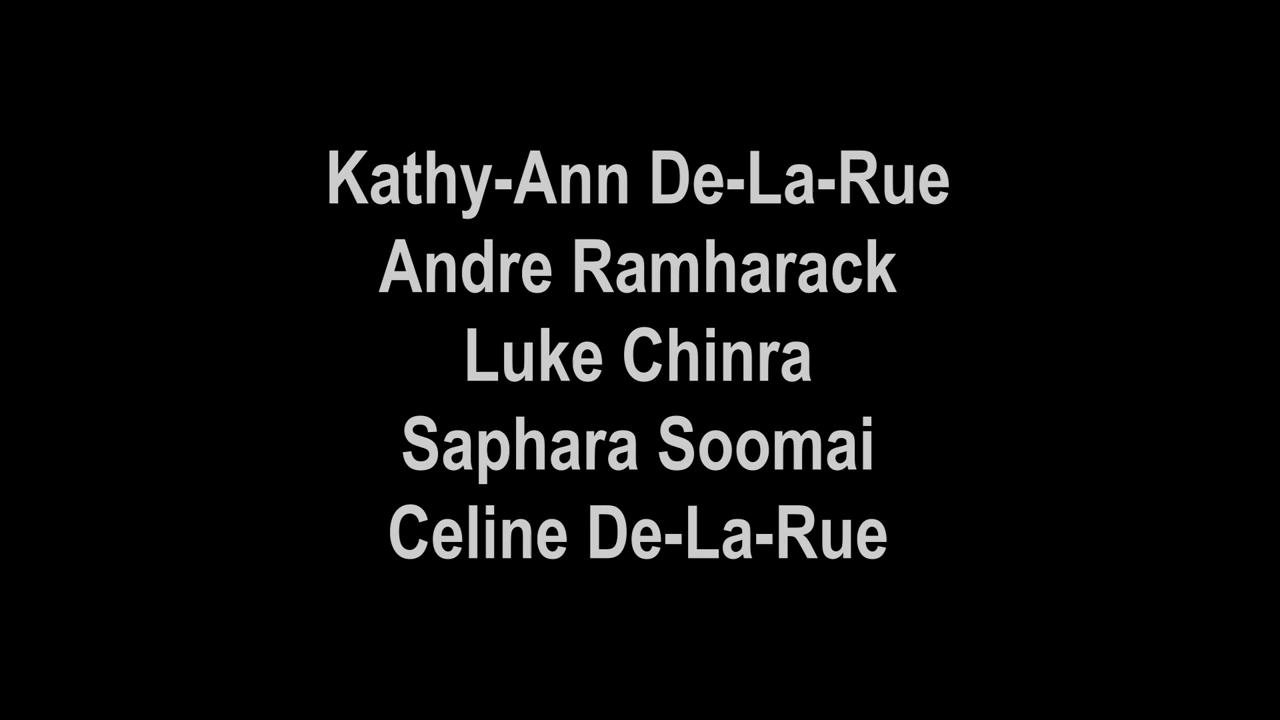 Kathy-Ann De-La-Rue
Andre Ramharack
Luke Chinra
Saphara Soomai
Celine De-La-Rue